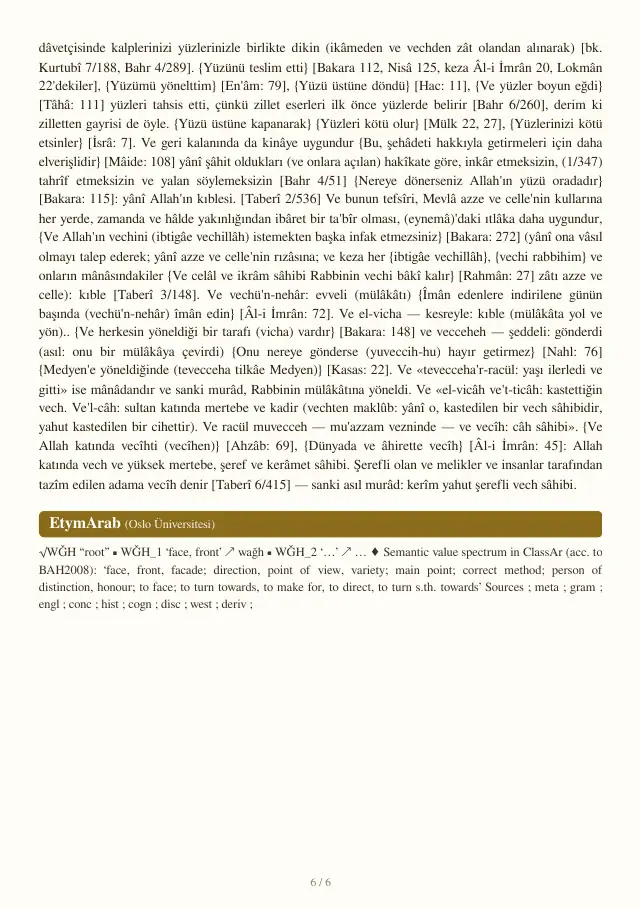 dâvetçisinde kalplerinizi yüzlerinizle birlikte dikin (ikâmeden ve vechden zât olandan alınarak) [bk.
Kurtubî 7/188, Bahr 4/289]. {Yüzünü teslim etti} [Bakara 112, Nisâ 125, keza Âl-i İmrân 20, Lokmân
22'dekiler], {Yüzümü yönelttim} [En'âm: 79], {Yüzü üstüne döndü} [Hac: 11], {Ve yüzler boyun eğdi}
[Tâhâ: 111] yüzleri tahsis etti, çünkü zillet eserleri ilk önce yüzlerde belirir [Bahr 6/260], derim ki
zilletten gayrisi de öyle. {Yüzü üstüne kapanarak} {Yüzleri kötü olur} [Mülk 22, 27], {Yüzlerinizi kötü
etsinler} [İsrâ: 7]. Ve geri kalanında da kinâye uygundur {Bu, şehâdeti hakkıyla getirmeleri için daha
elverişlidir} [Mâide: 108] yânî şâhit oldukları (ve onlara açılan) hakîkate göre, inkâr etmeksizin, (1/347)
tahrîf etmeksizin ve yalan söylemeksizin [Bahr 4/51] {Nereye dönerseniz Allah'ın yüzü oradadır}
[Bakara: 115]: yânî Allah'ın kıblesi. [Taberî 2/536] Ve bunun tefsîri, Mevlâ azze ve celle'nin kullarına
her yerde, zamanda ve hâlde yakınlığından ibâret bir ta'bîr olması, (eynemâ)'daki ıtlâka daha uygundur,
{Ve Allah'ın vechini (ibtigâe vechillâh) istemekten başka infak etmezsiniz} [Bakara: 272] (yânî ona vâsıl
olmayı talep ederek; yânî azze ve celle'nin rızâsına; ve keza her {ibtigâe vechillâh}, {vechi rabbihim} ve
onların mânâsındakiler {Ve celâl ve ikrâm sâhibi Rabbinin vechi bâkî kalır} [Rahmân: 27] zâtı azze ve
celle): kıble [Taberî 3/148]. Ve vechü'n-nehâr: evveli (mülâkâtı) {Îmân edenlere indirilene günün
başında (vechü'n-nehâr) îmân edin} [Âl-i İmrân: 72]. Ve el-vicha — kesreyle: kıble (mülâkâta yol ve
yön).. {Ve herkesin yöneldiği bir tarafı (vicha) vardır} [Bakara: 148] ve vecceheh — şeddeli: gönderdi
(asıl: onu bir mülâkâya çevirdi) {Onu nereye gönderse (yuveccih-hu) hayır getirmez} [Nahl: 76]
{Medyen'e yöneldiğinde (tevecceha tilkâe Medyen)} [Kasas: 22]. Ve «tevecceha'r-racül: yaşı ilerledi ve
gitti» ise mânâdandır ve sanki murâd, Rabbinin mülâkâtına yöneldi. Ve «el-vicâh ve't-ticâh: kastettiğin
vech. Ve'l-câh: sultan katında mertebe ve kadir (vechten maklûb: yânî o, kastedilen bir vech sâhibidir,
yahut kastedilen bir cihettir). Ve racül muvecceh — mu'azzam vezninde — ve vecîh: câh sâhibi». {Ve
Allah katında vecîhti (vecîhen)} [Ahzâb: 69], {Dünyada ve âhirette vecîh} [Âl-i İmrân: 45]: Allah
katında vech ve yüksek mertebe, şeref ve kerâmet sâhibi. Şerefli olan ve melikler ve insanlar tarafından
tazîm edilen adama vecîh denir [Taberî 6/415] — sanki asıl murâd: kerîm yahut şerefli vech sâhibi.
EtymArab (Oslo Üniversitesi)
√WǦH “root” ▪ WǦH_1 ‘face, front’ ↗ waǧh ▪ WǦH_2 ‘…’ ↗ … ♦ Semantic value spectrum in ClassAr (acc. to
BAH2008): ‘face, front, facade; direction, point of view, variety; main point; correct method; person of
distinction, honour; to face; to turn towards, to make for, to direct, to turn s.th. towards’ Sources ; meta ; gram ;
engl ; conc ; hist ; cogn ; disc ; west ; deriv ;
6 / 6